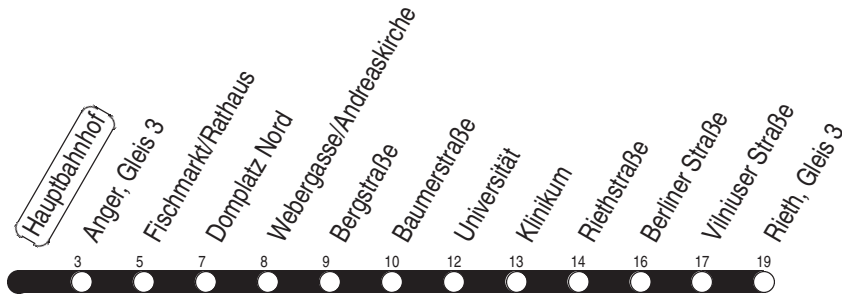 Hauptbahnhof
Anger, Gleis 3
Fischmarkt/Rathaus
Domplatz Nord
Webergasse/Andreaskirche
Bergstraße
Baumerstraße
Universität
Klinikum
Riethstraße
Berliner Straße
Vilniuser Straße
Rieth, Gleis 3
3 5 7 8 9 10 12 13 14 16 17 19